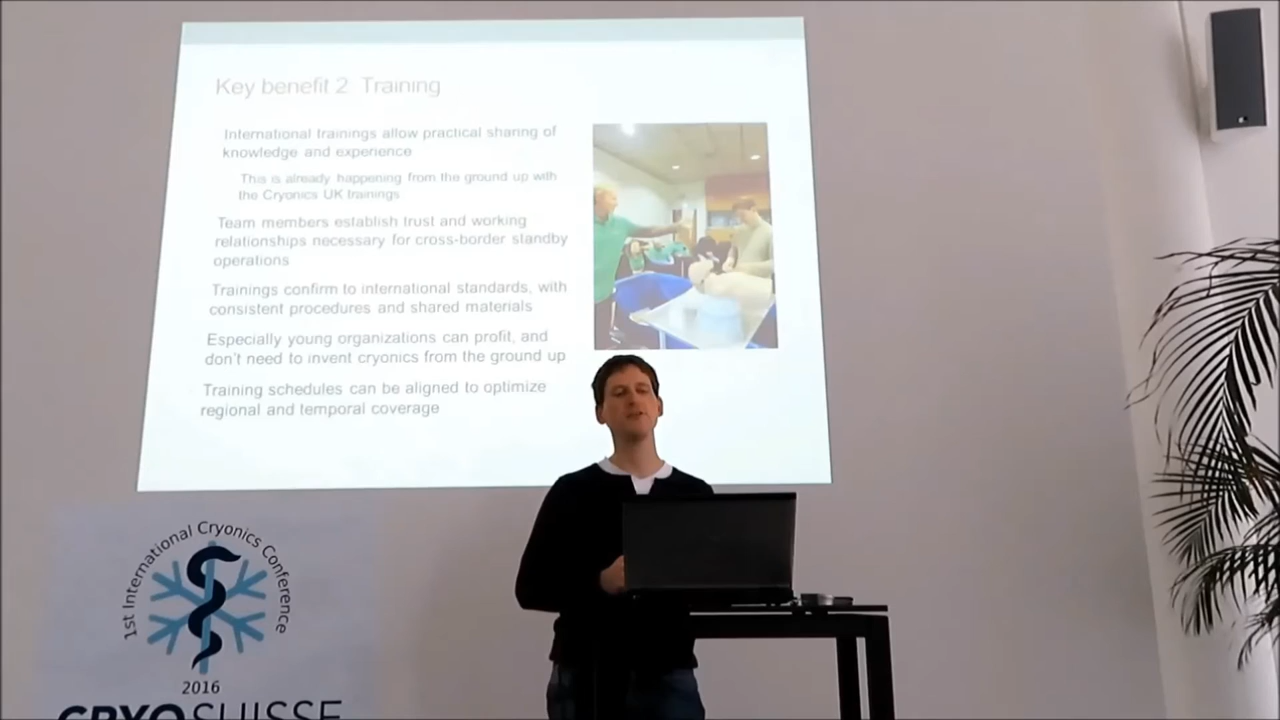 Key benefit 2 Training
International trainings allow practical sharing of
knowledge and experience
This is already happening from the ground up with
the Cryonics UK trainings
Team members establish trust and working
relationships necessary for cross-border standby
operations
Trainings confirm to international standards, with
consistent procedures and shared materials
Especially young organizations can profit, and
don't need to invent cryonics from the ground up
Training schedules can be aligned to optimize
regional and temporal coverage
1st International Cryonics Conference
2016
CRYOSUISSE